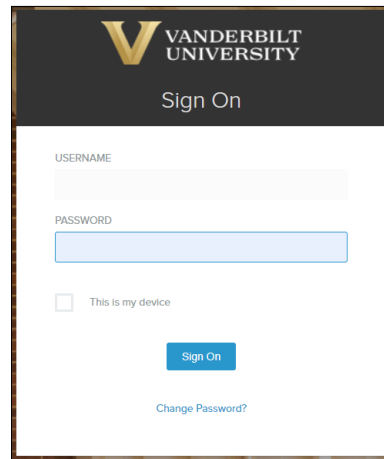 VANDERBILT
UNIVERSITY
Sign On
USERNAME
PASSWORD
This is my device
Sign On
Change Password?